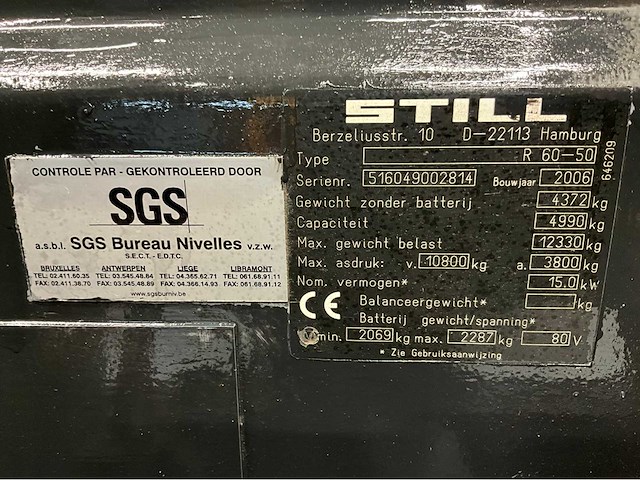 CONTROLE PAR - GEKONTROLEERD DOOR
SGS
a.s.b.l. SGS Bureau Nivelles v.z.w.
S.E.C.T. - E.D.T.C.
BRUXELLES ANTWERPEN LIEGE LIBRAMONT
TEL: 02.411.60.35 TEL: 03.545.48.84 TEL: 04.365.62.71 TEL: 061.68.91.11
FAX: 02.411.36.70 FAX: 03.545.48.89 FAX: 04.366.14.93 FAX: 061.68.91.12
www.sgsburniv.be
STILL
Berzeliusstr. 10 D-22113 Hamburg
Type R 60-50
Serienr. 516049002814 Bouwjaar 2006
Gewicht zonder batterij 4372 kg
Capaciteit 4990 kg
Max. gewicht belast 12330 kg
Max. asdruk: v. 10800 kg a. 3800 kg
Nom. vermogen* 15.0 kW
CE Balanceergewicht* kg
Batterij gewicht/spanning*
min. 2069 kg max. 2287 kg 80 V
* Zie Gebruiksaanwijzing
646209